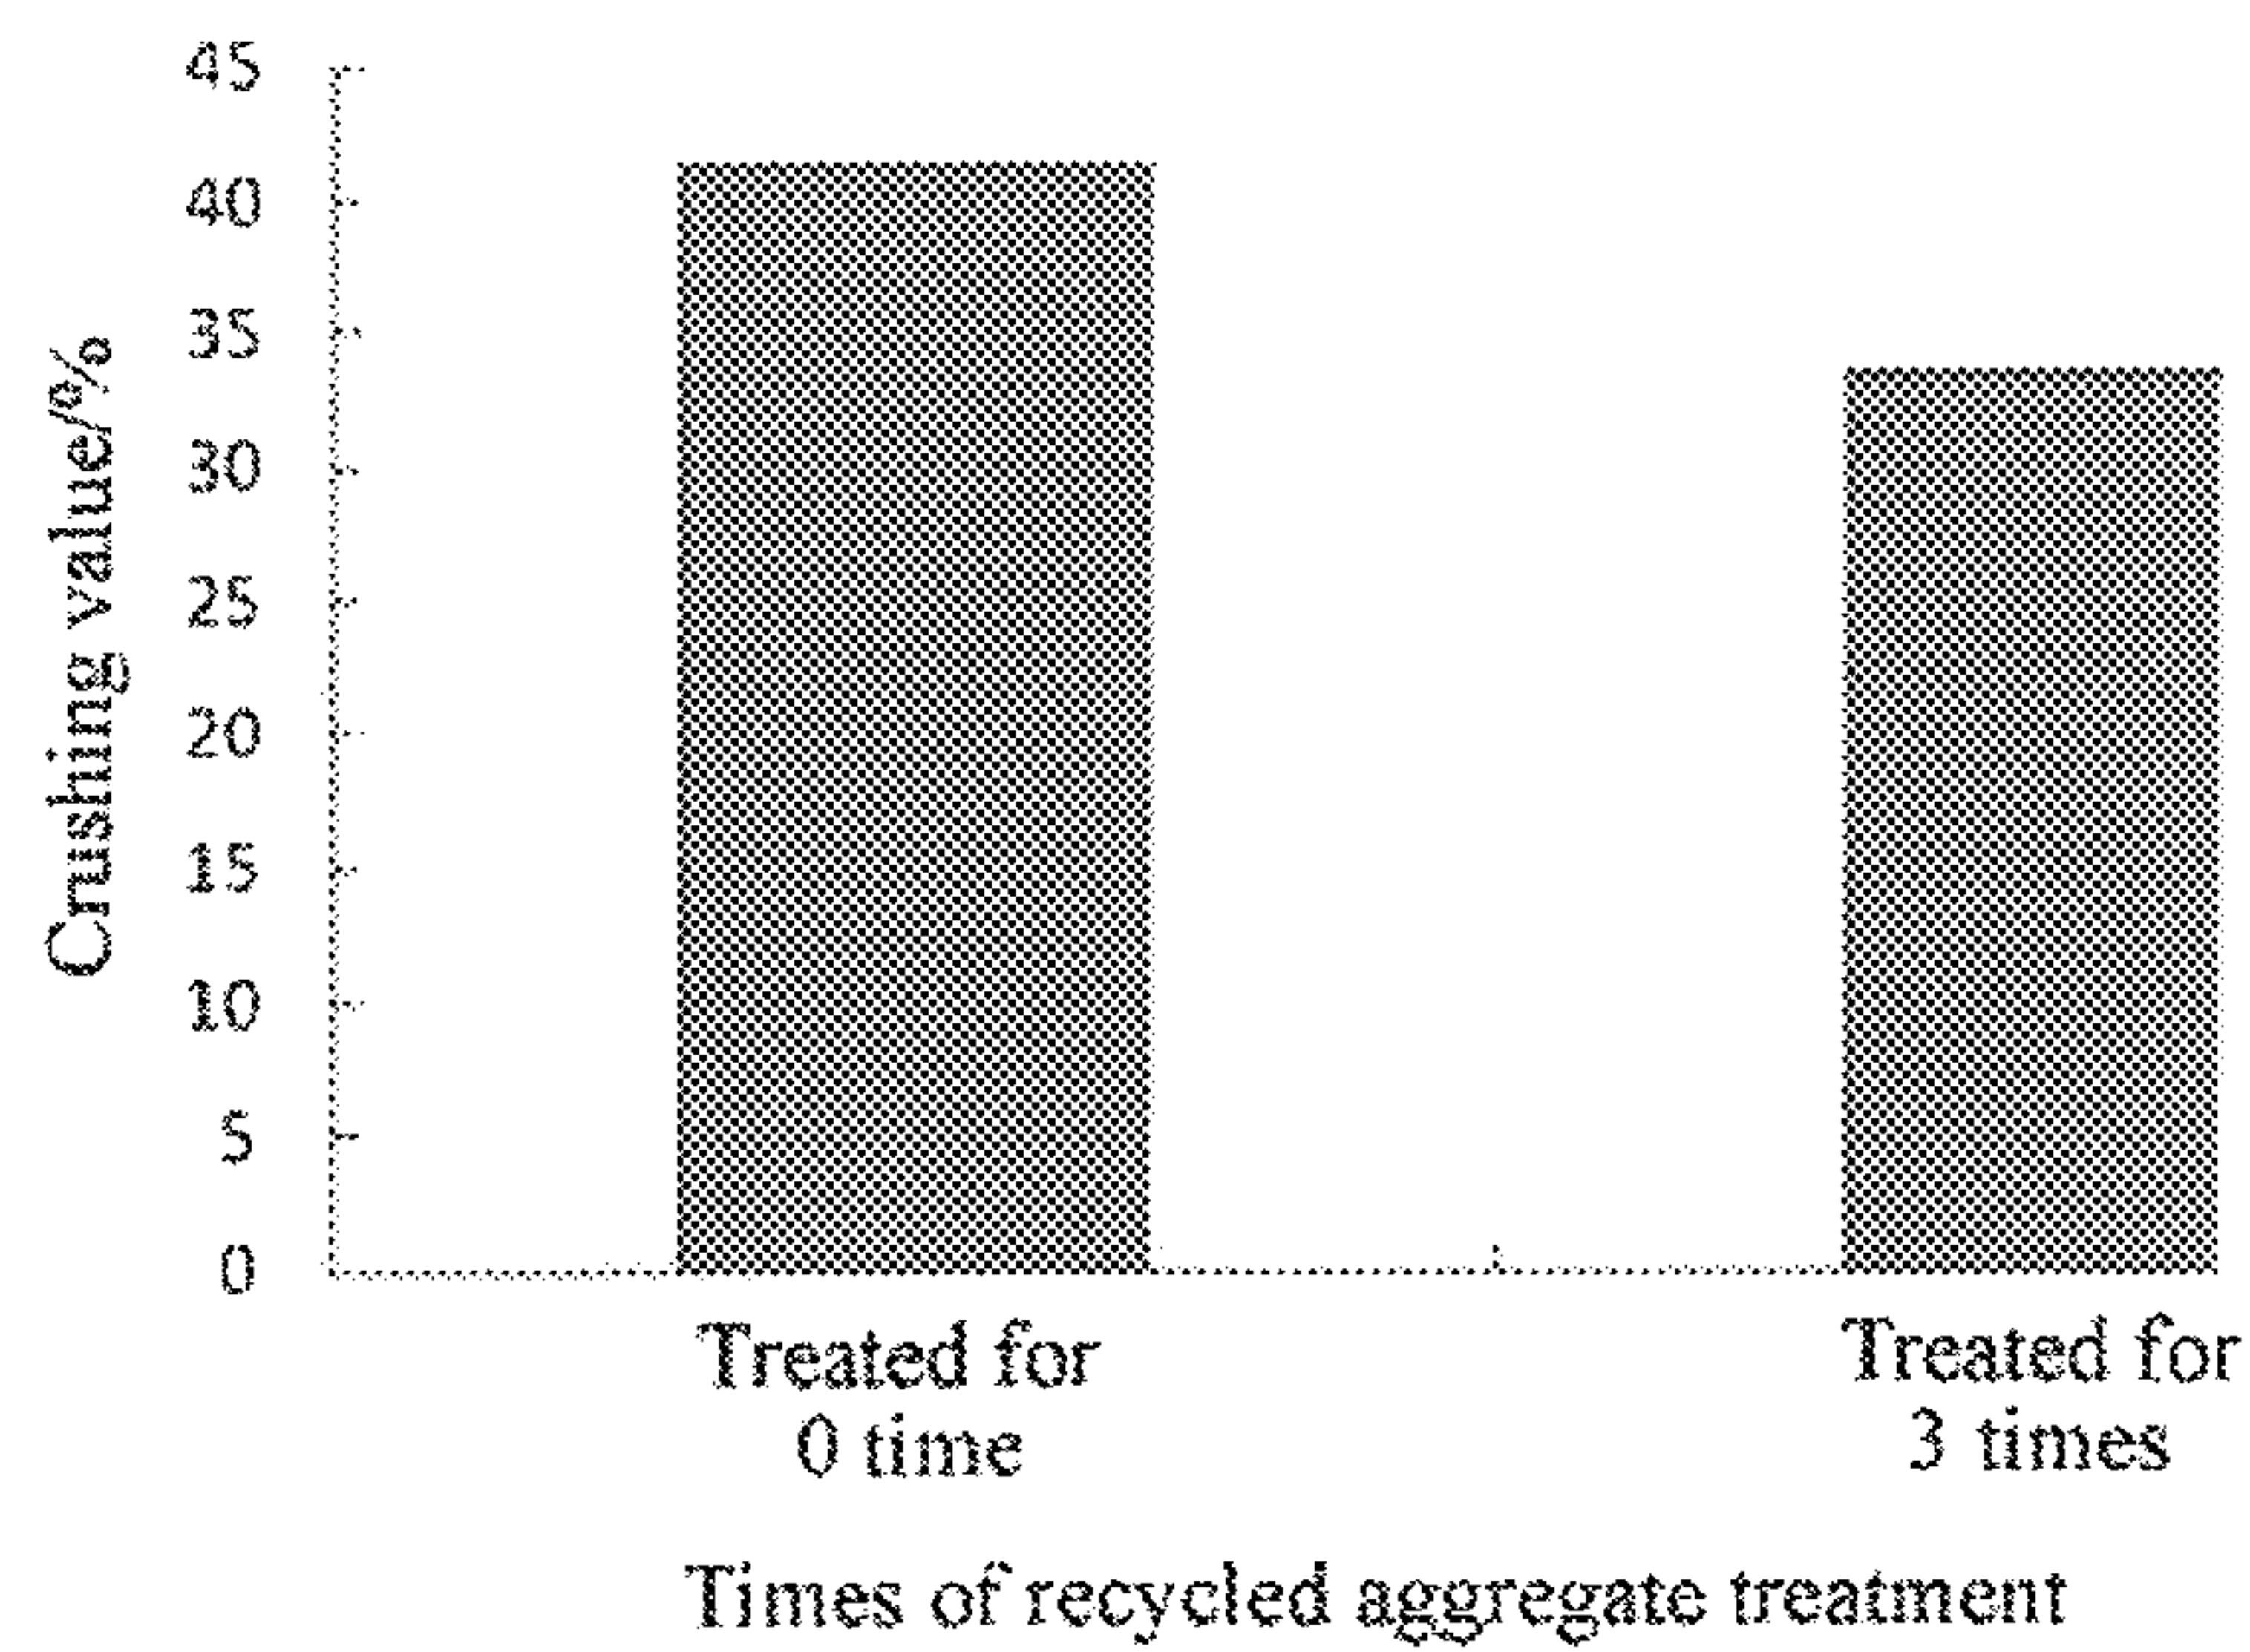 45
40
35
30
25
20
15
10
5
0
Crushing value/%
Treated for
0 time
Treated for
3 times
Times of recycled aggregate treatment